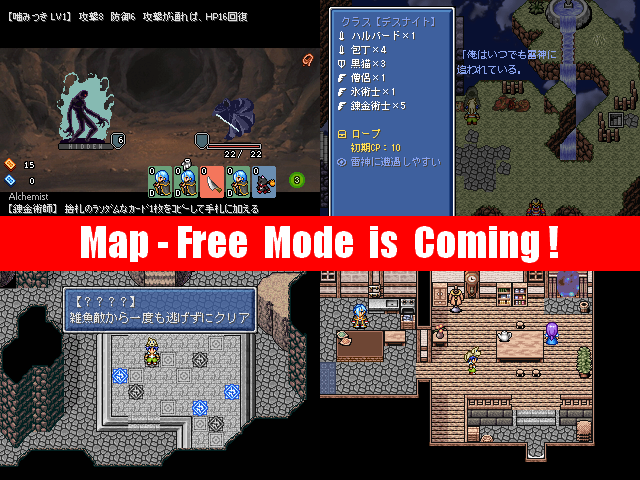 【噛みつき LV1】 攻撃8 防御6 攻撃が通れば、HP16回復
HIDDEN
6
22 / 22
15
0
0 0 0 0 0
D D D D
3
Alchemist
【錬金術師】 捨札のランダムなカード1枚をコピーして手札に加える
クラス【デスナイト】
ハルバード×1
包丁×4
黒猫×3
僧侶×1
氷術士×1
錬金術士×5
ローブ
初期CP：10
雷神に遭遇しやすい
「俺はいつでも雷神に
追われている。
Map - Free Mode is Coming !
【？？？？】
雑魚敵から一度も逃げずにクリア